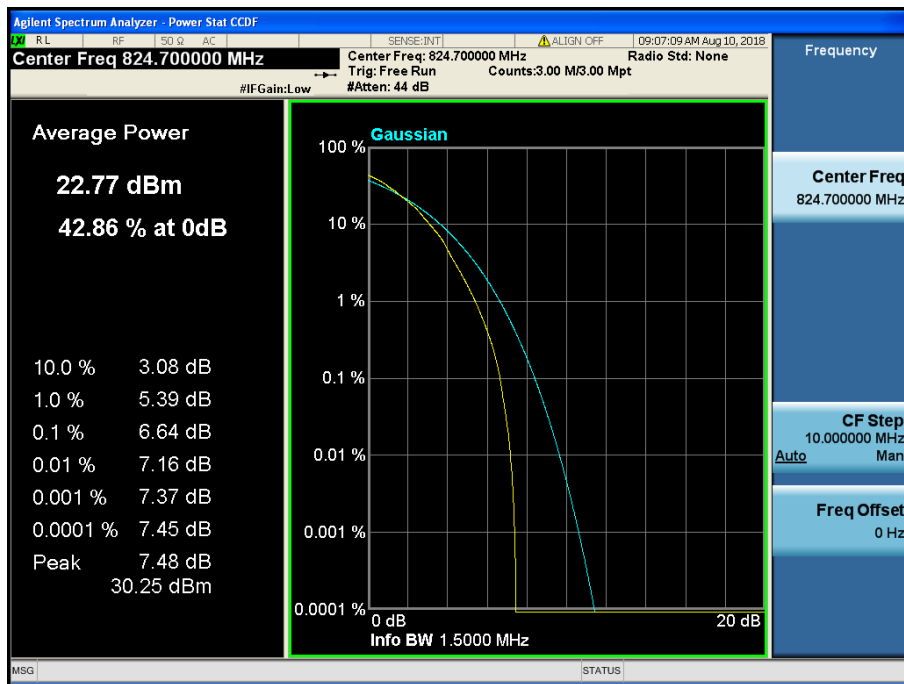 Agilent Spectrum Analyzer - Power Stat CCDF
LXI RL RF 50 Ω AC SENSE:INT ALIGN OFF 09:07:09 AM Aug 10, 2018
Center Freq 824.700000 MHz
Center Freq: 824.700000 MHz Radio Std: None
Trig: Free Run Counts:3.00 M/3.00 Mpt
#IFGain:Low #Atten: 44 dB
Frequency
Average Power
22.77 dBm
42.86 % at 0dB
10.0 % 3.08 dB
1.0 % 5.39 dB
0.1 % 6.64 dB
0.01 % 7.16 dB
0.001 % 7.37 dB
0.0001 % 7.45 dB
Peak 7.48 dB
30.25 dBm
Gaussian
100 %
10 %
1 %
0.1 %
0.01 %
0.001 %
0.0001 %
0 dB 20 dB
Info BW 1.5000 MHz
Center Freq
824.700000 MHz
CF Step
10.000000 MHz
Auto Man
Freq Offset
0 Hz
MSG STATUS